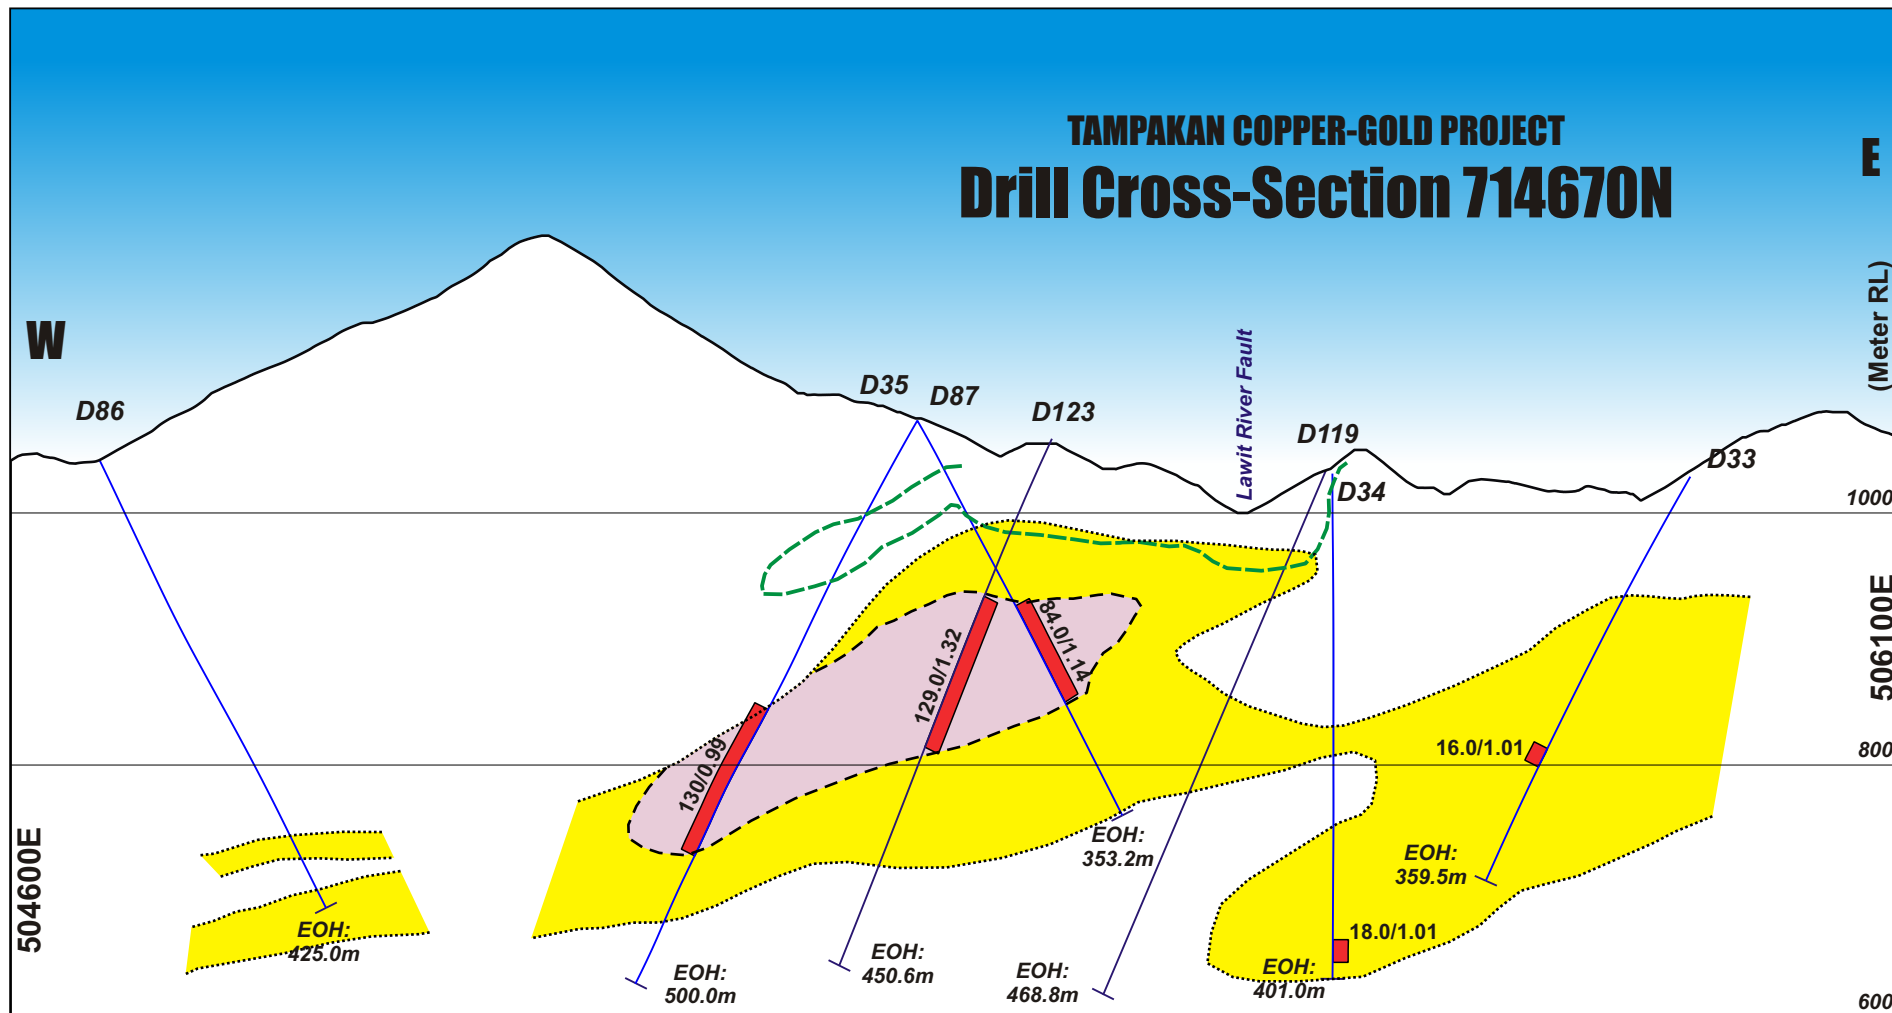 TAMPAKAN COPPER-GOLD PROJECT
Drill Cross-Section 714670N
E
W
(Meter RL)
Lawit River Fault
D86
D35
D87
D123
D119
D34
D33
1000
506100E
84.0/1.14
129.0/1.32
130/0.99
16.0/1.01
800
504600E
EOH:
353.2m
EOH:
359.5m
EOH:
425.0m
18.0/1.01
EOH:
450.6m
EOH:
500.0m
EOH:
468.8m
EOH:
401.0m
600